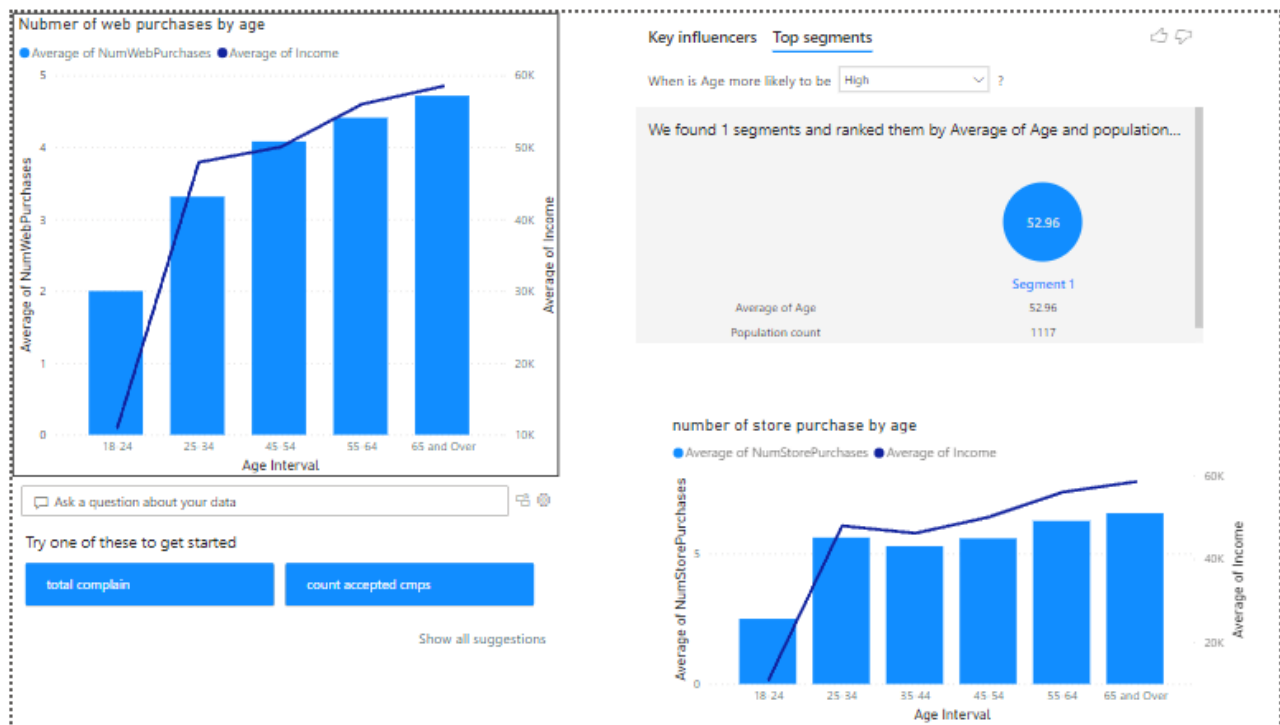 Nubmer of web purchases by age
Average of NumWebPurchases Average of Income
5
4
3
2
1
0
Average of NumWebPurchases
60K
50K
40K
30K
20K
10K
Average of Income
18-24 25-34 45-54 55-64 65 and Over
Age Interval
Ask a question about your data
Try one of these to get started
total complain count accepted cmps
Show all suggestions
Key influencers Top segments
When is Age more likely to be High ?
We found 1 segments and ranked them by Average of Age and population...
52.96
Segment 1
Average of Age 52.96
Population count 1117
number of store purchase by age
Average of NumStorePurchases Average of Income
5
0
Average of NumStorePurchases
60K
40K
20K
Average of Income
18-24 25-34 35-44 45-54 55-64 65 and Over
Age Interval